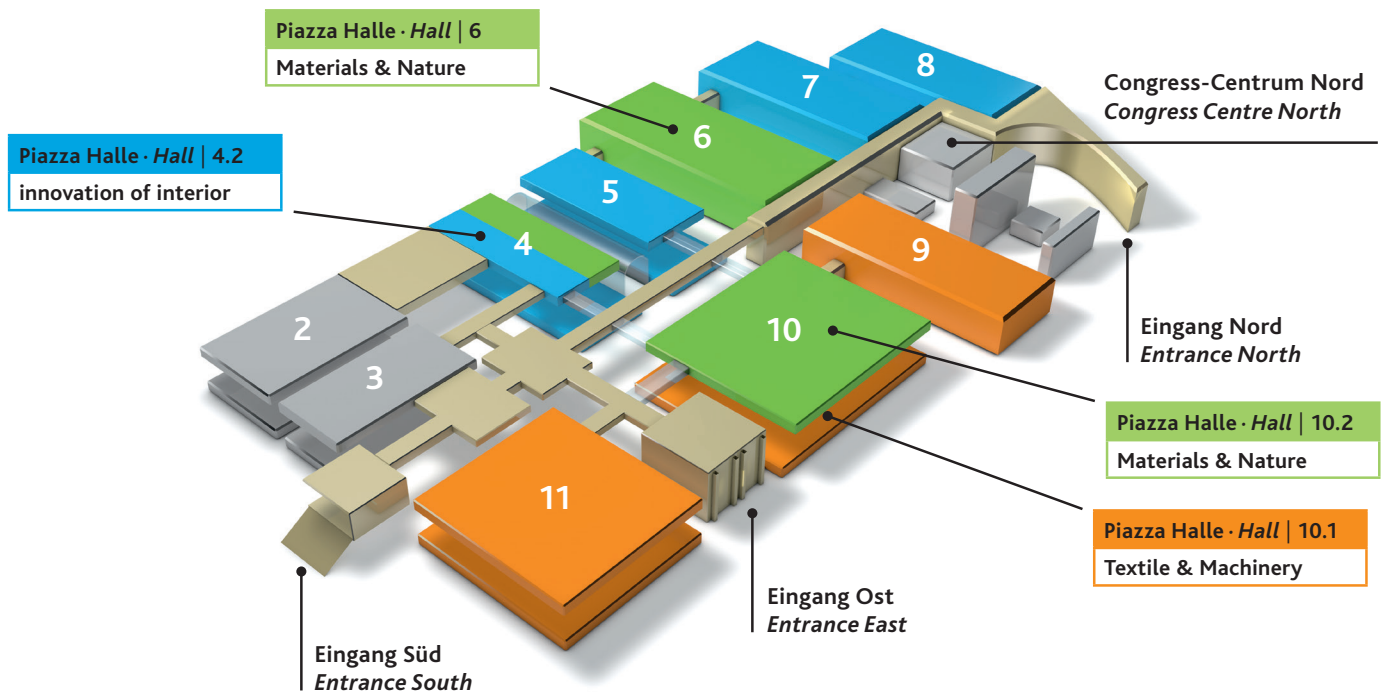 Piazza Halle · Hall | 6
Materials & Nature
8
7
Congress-Centrum Nord
Congress Centre North
6
Piazza Halle · Hall | 4.2
innovation of interior
5
4
9
2
10
Eingang Nord
Entrance North
3
Piazza Halle · Hall | 10.2
Materials & Nature
11
Piazza Halle · Hall | 10.1
Textile & Machinery
Eingang Ost
Entrance East
Eingang Süd
Entrance South